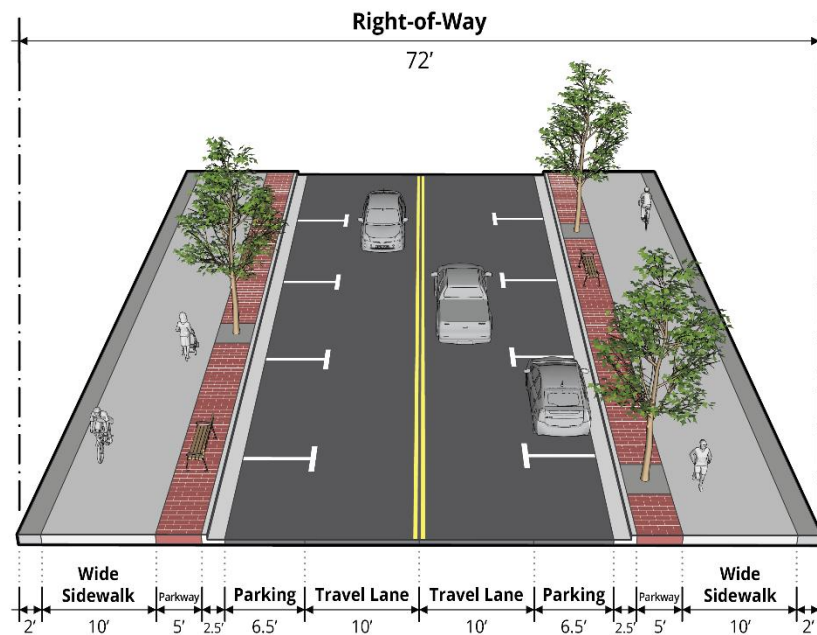 Right-of-Way
72’
Wide Sidewalk Parkway Parking Travel Lane Travel Lane Parking Parkway Wide Sidewalk
2’ 10’ 5’ 2.5’ 6.5’ 10’ 10’ 6.5’ 2.5’ 5’ 10’ 2’